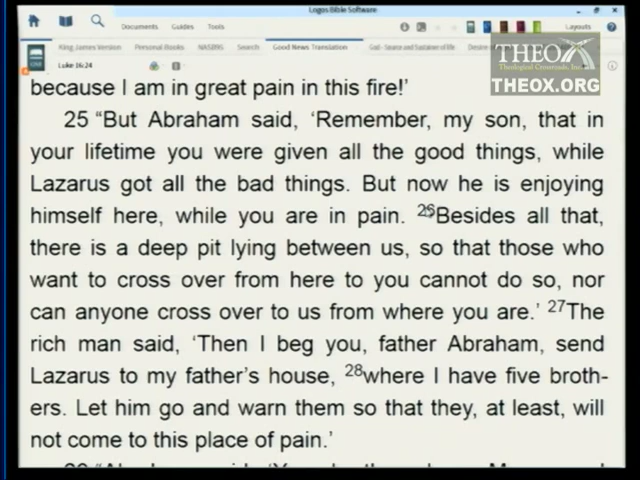 Logos Bible Software
Documents Guides Tools
Layouts
King James Version Personal Books NASB95 Search Good News Translation God - Source and Sustainer of life Desire
Luke 16:24
THEOX
THEOX.ORG
because I am in great pain in this fire!’
25 “But Abraham said, ‘Remember, my son, that in
your lifetime you were given all the good things, while
Lazarus got all the bad things. But now he is enjoying
himself here, while you are in pain. 26Besides all that,
there is a deep pit lying between us, so that those who
want to cross over from here to you cannot do so, nor
can anyone cross over to us from where you are.’ 27The
rich man said, ‘Then I beg you, father Abraham, send
Lazarus to my father’s house, 28where I have five broth-
ers. Let him go and warn them so that they, at least, will
not come to this place of pain.’